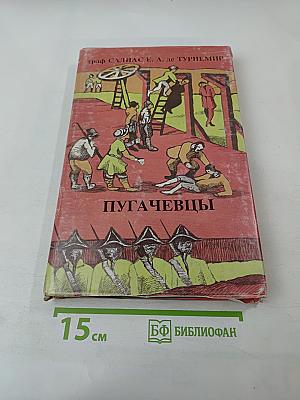 граф САЛИАС Е. А. де ТУРНЕМИР
ПУГАЧЕВЦЫ
15 см
БФ БИБЛИОФАН